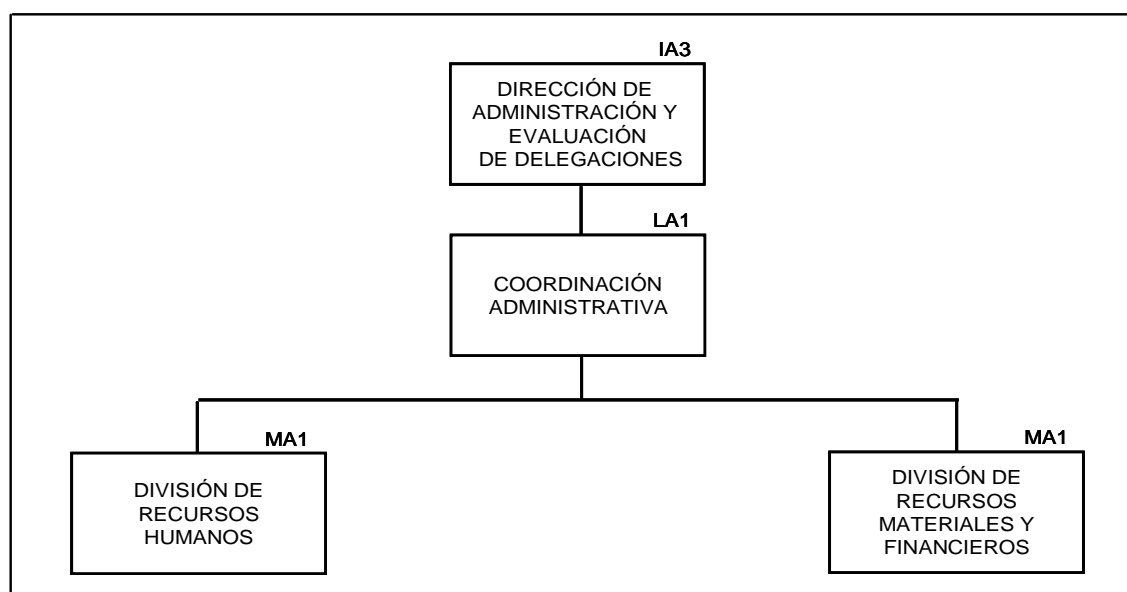 IA3
DIRECCIÓN DE
ADMINISTRACIÓN Y
EVALUACIÓN
DE DELEGACIONES
LA1
COORDINACIÓN
ADMINISTRATIVA
MA1
DIVISIÓN DE
RECURSOS
HUMANOS
MA1
DIVISIÓN DE
RECURSOS
MATERIALES Y
FINANCIEROS